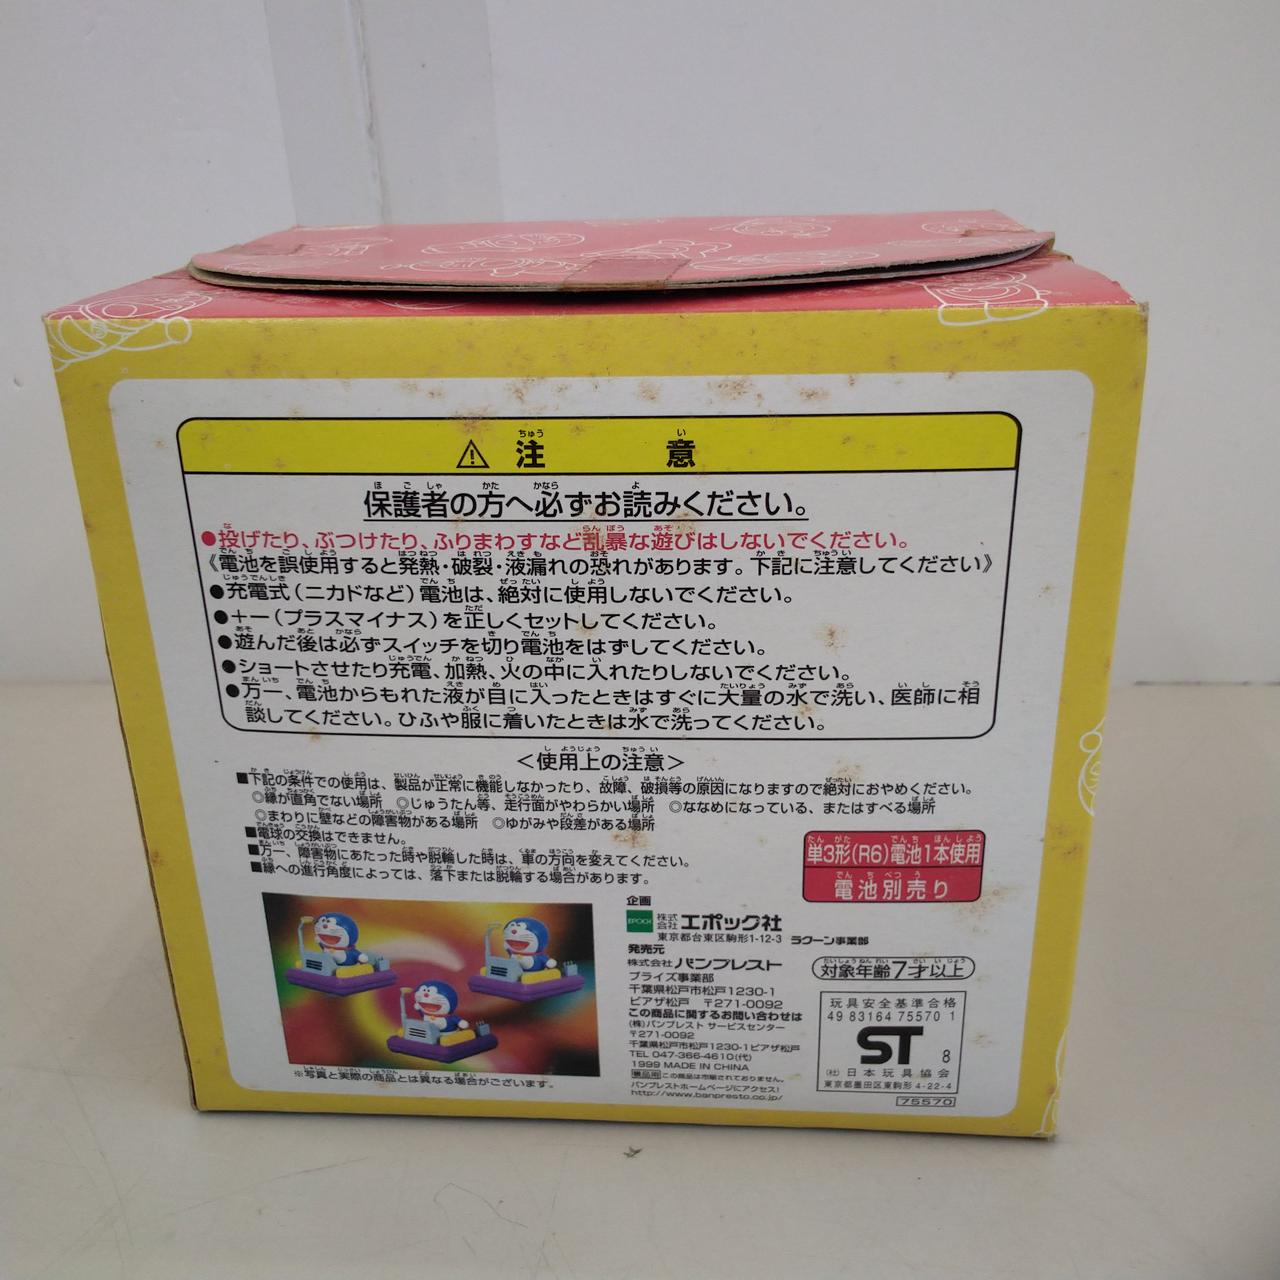 注意
保護者の方へ必ずお読みください。
●投げたり、ぶつけたり、ふりまわすなど乱暴な遊びはしないでください。
《電池を誤使用すると発熱・破裂・液漏れの恐れがあります。下記に注意してください》
●充電式(ニカドなど)電池は、絶対に使用しないでください。
●+−(プラスマイナス)を正しくセットしてください。
●遊んだ後は必ずスイッチを切り電池をはずしてください。
●ショートさせたり充電、加熱、火の中に入れたりしないでください。
●万一、電池からもれた液が目に入ったときはすぐに大量の水で洗い、医師に相
談してください。ひふや服に着いたときは水で洗ってください。
<使用上の注意>
■下記の条件での使用は、製品が正常に機能しなかったり、故障、破損等の原因になりますので絶対におやめください。
◎縁が直角でない場所 ◎じゅうたん等、走行面がやわらかい場所 ◎ななめになっている、またはすべる場所
◎まわりに壁などの障害物がある場所 ◎ゆがみや段差がある場所
■電球の交換はできません。
■万一、障害物にあたった時や脱輪した時は、車の方向を変えてください。
■縁への進行角度によっては、落下または脱輪する場合があります。
単3形(R6)電池1本使用
電池別売り
※写真と実際の商品とは異なる場合がございます。
企画
EPOCH 株式会社 エポック社
東京都台東区駒形1-12-3 ラクーン事業部
発売元
株式会社 バンプレスト
プライズ事業部
千葉県松戸市松戸1230-1
ピアザ松戸 〒271-0092
この商品に関するお問い合わせは
(株)バンプレスト サービスセンター
〒271-0092
千葉県松戸市松戸1230-1ピアザ松戸
TEL 047-366-4610(代)
1999 MADE IN CHINA
景品用 この商品は市販されておりません。
バンプレストホームページにアクセス!
http://www.banpresto.co.jp/
対象年齢7才以上
玩具安全基準合格
49 83164 75570 1
ST 8
(社)日本玩具協会
東京都墨田区東駒形4-22-4
75570